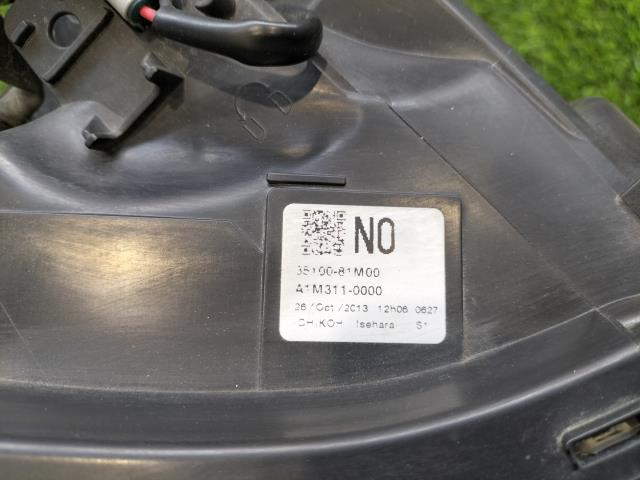 NO
35100-81M00
A1M311-0000
26/Oct/2013 12h06 0627
ICHIKOH Isehara S1
U D